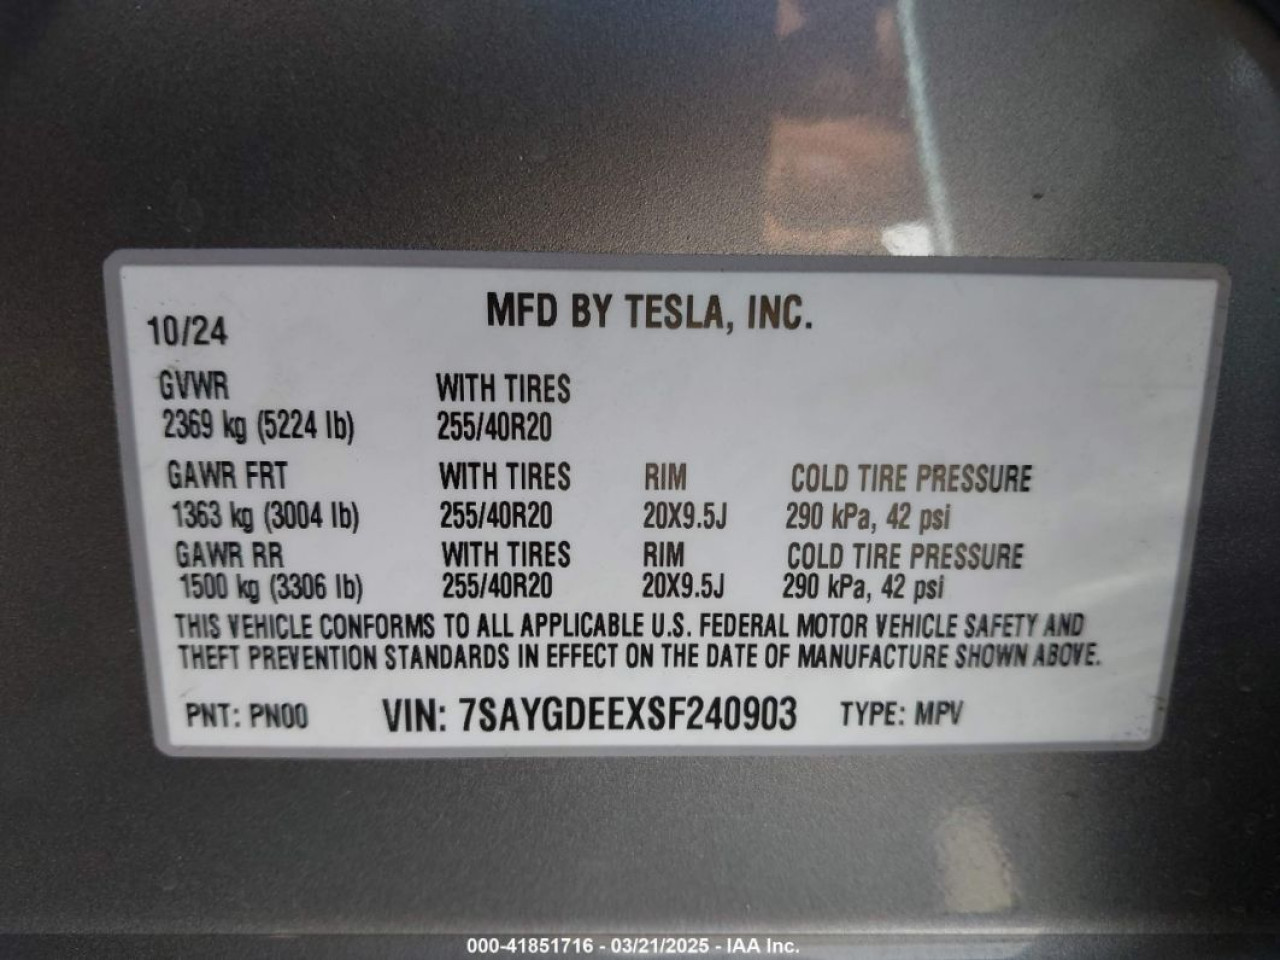 MFD BY TESLA, INC.
10/24
GVWR WITH TIRES
2369 kg (5224 lb) 255/40R20
GAWR FRT WITH TIRES RIM COLD TIRE PRESSURE
1363 kg (3004 lb) 255/40R20 20X9.5J 290 kPa, 42 psi
GAWR RR WITH TIRES RIM COLD TIRE PRESSURE
1500 kg (3306 lb) 255/40R20 20X9.5J 290 kPa, 42 psi
THIS VEHICLE CONFORMS TO ALL APPLICABLE U.S. FEDERAL MOTOR VEHICLE SAFETY AND
THEFT PREVENTION STANDARDS IN EFFECT ON THE DATE OF MANUFACTURE SHOWN ABOVE.
PNT: PN00 VIN: 7SAYGDEEXSF240903 TYPE: MPV
000-41851716 - 03/21/2025 - IAA Inc.